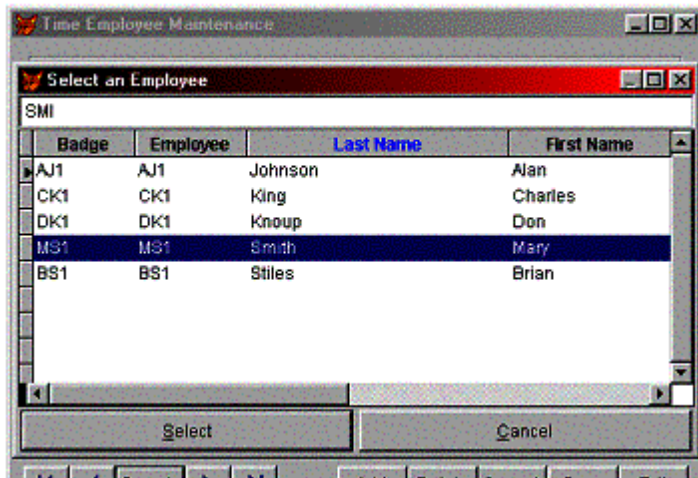 Time Employee Maintenance
Select an Employee
SMI
Badge Employee Last Name First Name
AJ1 AJ1 Johnson Alan
CK1 CK1 King Charles
DK1 DK1 Knoup Don
MS1 MS1 Smith Mary
BS1 BS1 Stiles Brian
Select Cancel